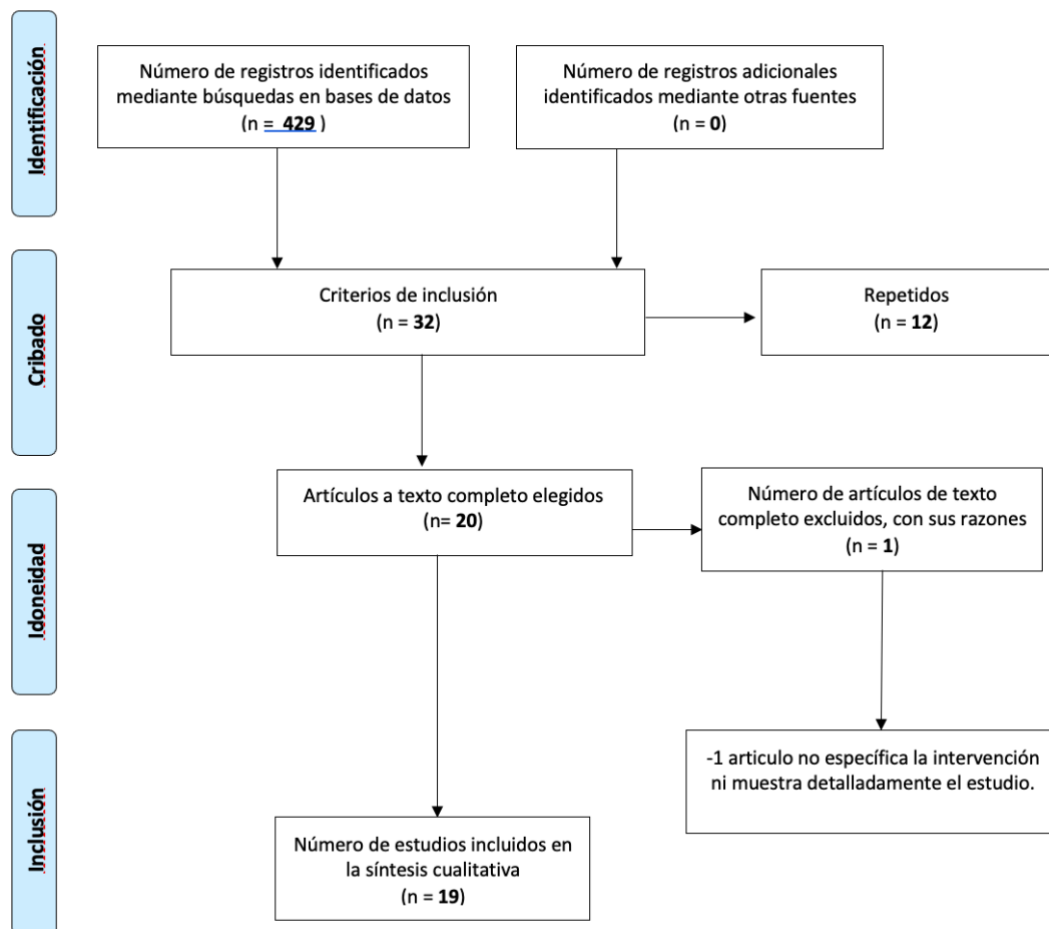 Identificación
Número de registros identificados
mediante búsquedas en bases de datos
(n = 429 )
Número de registros adicionales
identificados mediante otras fuentes
(n = 0)
Cribado
Criterios de inclusión
(n = 32)
Repetidos
(n = 12)
Idoneidad
Artículos a texto completo elegidos
(n= 20)
Número de artículos de texto
completo excluidos, con sus razones
(n = 1)
Inclusión
-1 articulo no específica la intervención
ni muestra detalladamente el estudio.
Número de estudios incluidos en
la síntesis cualitativa
(n = 19)